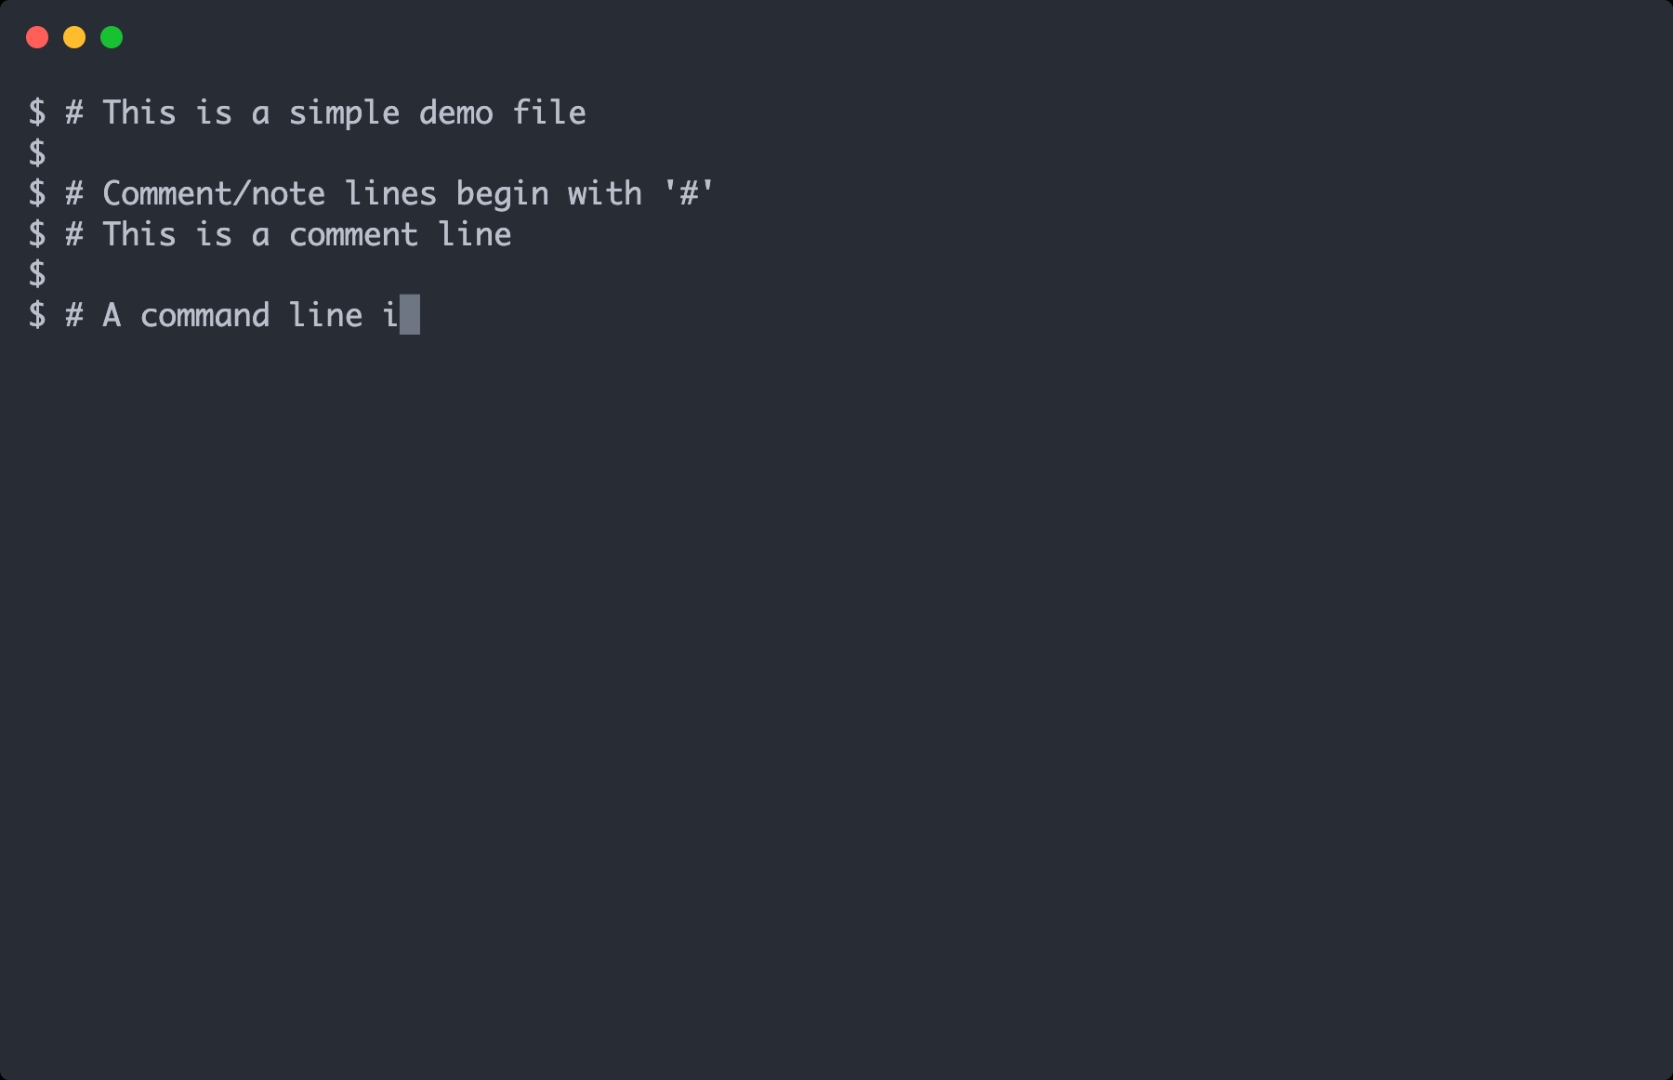 $ # This is a simple demo file
$
$ # Comment/note lines begin with '#'
$ # This is a comment line
$
$ # A command line i